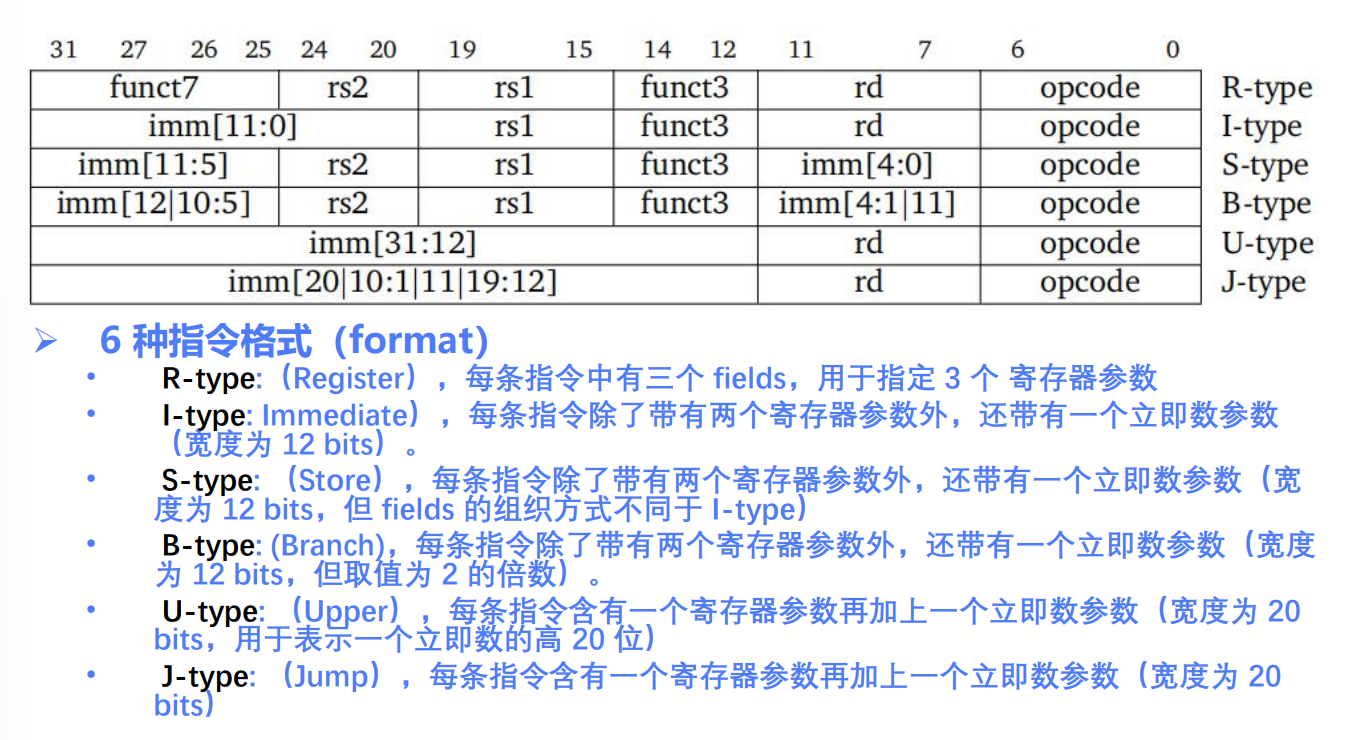 31 27 26 25 24 20 19 15 14 12 11 7 6 0
funct7 rs2 rs1 funct3 rd opcode R-type
imm[11:0] rs1 funct3 rd opcode I-type
imm[11:5] rs2 rs1 funct3 imm[4:0] opcode S-type
imm[12|10:5] rs2 rs1 funct3 imm[4:1|11] opcode B-type
imm[31:12] rd opcode U-type
imm[20|10:1|11|19:12] rd opcode J-type
➢ 6 种指令格式（format）
• R-type:（Register），每条指令中有三个 fields，用于指定 3 个 寄存器参数
• I-type: Immediate），每条指令除了带有两个寄存器参数外，还带有一个立即数参数
（宽度为 12 bits）。
• S-type: （Store），每条指令除了带有两个寄存器参数外，还带有一个立即数参数（宽
度为 12 bits，但 fields 的组织方式不同于 I-type）
• B-type: (Branch)，每条指令除了带有两个寄存器参数外，还带有一个立即数参数（宽度
为 12 bits，但取值为 2 的倍数）。
• U-type: （Upper），每条指令含有一个寄存器参数再加上一个立即数参数（宽度为 20
bits，用于表示一个立即数的高 20 位）
• J-type: （Jump），每条指令含有一个寄存器参数再加上一个立即数参数（宽度为 20
bits）